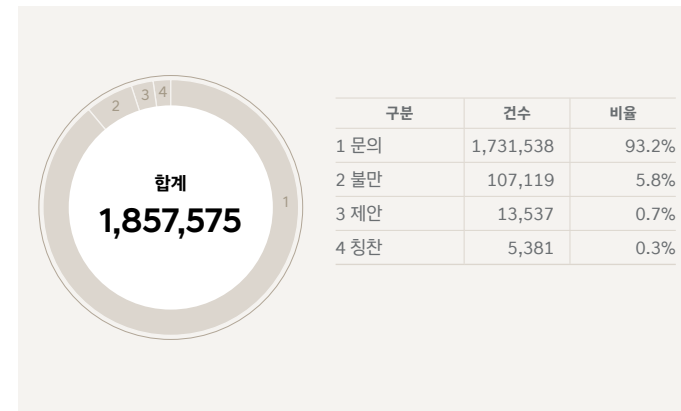 2
3
4
1
합계
1,857,575
구분 건수 비율
1 문의 1,731,538 93.2%
2 불만 107,119 5.8%
3 제안 13,537 0.7%
4 칭찬 5,381 0.3%